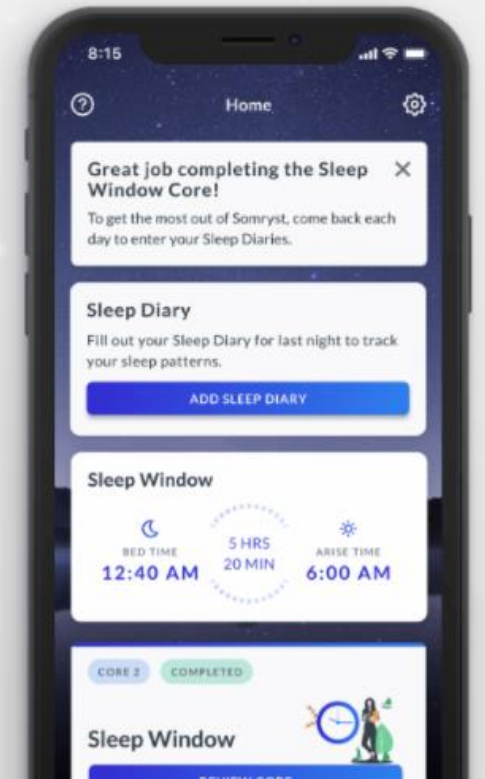 8:15
Home
Great job completing the Sleep
Window Core!
To get the most out of Somryst, come back each
day to enter your Sleep Diaries.
Sleep Diary
Fill out your Sleep Diary for last night to track
your sleep patterns.
ADD SLEEP DIARY
Sleep Window
BED TIME
12:40 AM
5 HRS
20 MIN
ARISE TIME
6:00 AM
CORE 2 COMPLETED
Sleep Window
REVIEW CORE